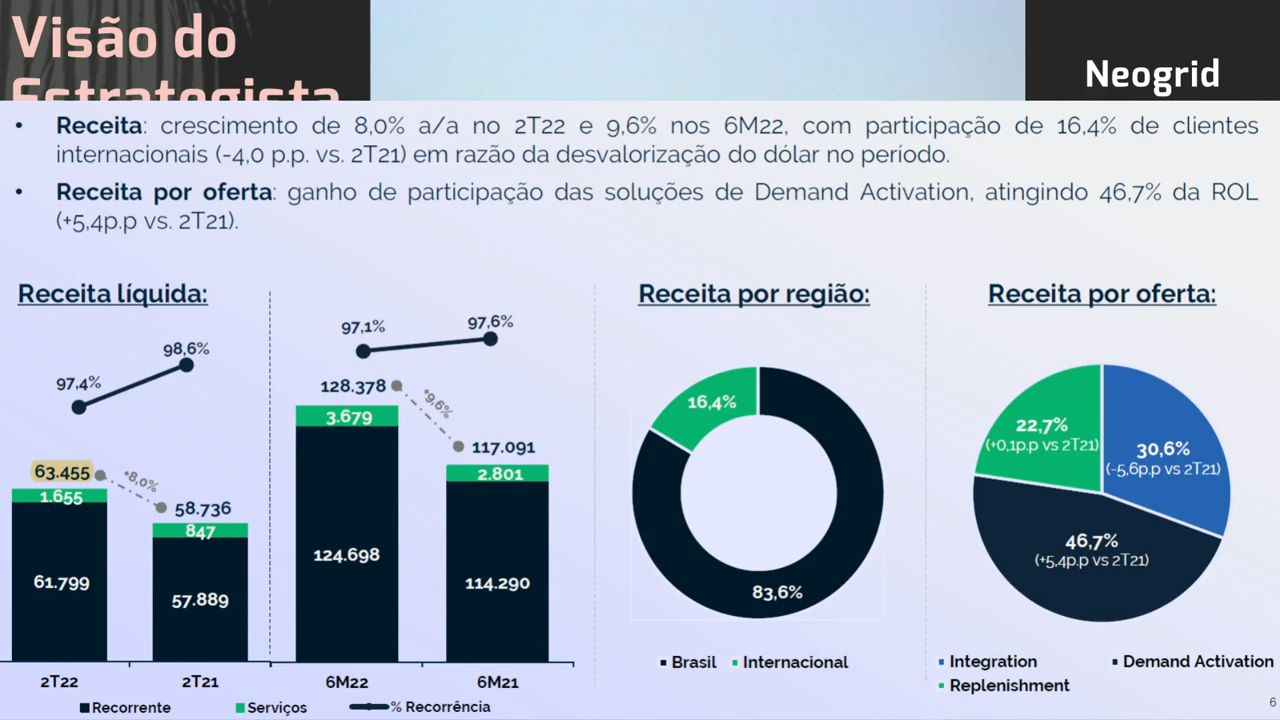 Visão do
Estrategista
Neogrid
• Receita: crescimento de 8,0% a/a no 2T22 e 9,6% nos 6M22, com participação de 16,4% de clientes
internacionais (-4,0 p.p. vs. 2T21) em razão da desvalorização do dólar no período.
• Receita por oferta: ganho de participação das soluções de Demand Activation, atingindo 46,7% da ROL
(+5,4p.p vs. 2T21).
Receita líquida:
97,4%
98,6%
63.455
+8,0%
58.736
1.655
847
61.799
57.889
2T22
2T21
97,1%
97,6%
128.378
+9,6%
117.091
3.679
2.801
124.698
114.290
6M22
6M21
Recorrente
Serviços
% Recorrência
Receita por região:
16,4%
83,6%
Brasil
Internacional
Receita por oferta:
22,7%
(+0,1p.p vs 2T21)
30,6%
(-5,6p.p vs 2T21)
46,7%
(+5,4p.p vs 2T21)
Integration
Demand Activation
Replenishment
6